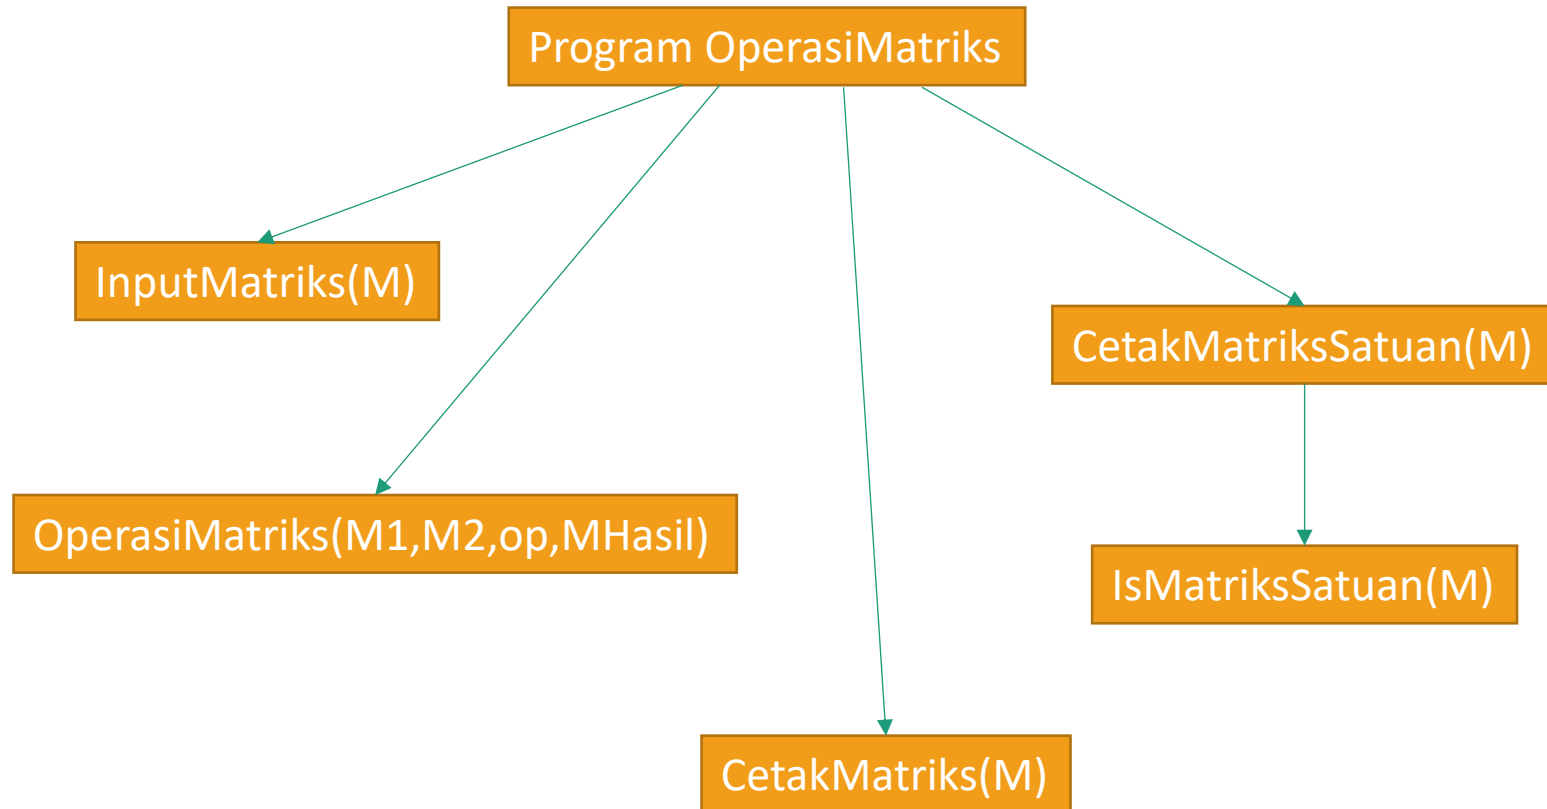 Program OperasiMatriks
InputMatriks(M)
CetakMatriksSatuan(M)
OperasiMatriks(M1,M2,op,MHasil)
IsMatriksSatuan(M)
CetakMatriks(M)